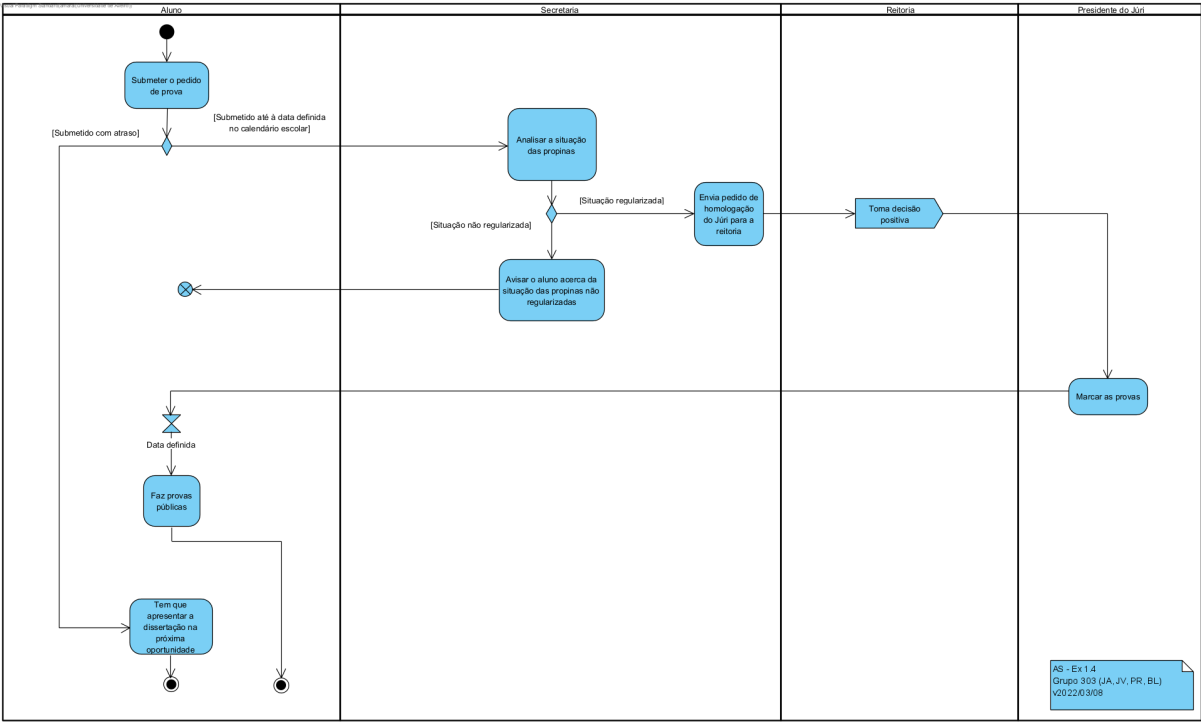 Aluno
Secretaria
Reitoria
Presidente do Júri
Submeter o pedido
de prova
[Submetido até à data definida
no calendário escolar]
[Submetido com atraso]
Analisar a situação
das propinas
[Situação regularizada]
[Situação não regularizada]
Envia pedido de
homologação
do Júri para a
reitoria
Toma decisão
positiva
Avisar o aluno acerca da
situação das propinas não
regularizadas
Marcar as provas
Data definida
Faz provas
públicas
Tem que
apresentar a
dissertação na
próxima
oportunidade
AS - Ex 1.4
Grupo 303 (JA, JV, PR, BL)
v2022/03/08